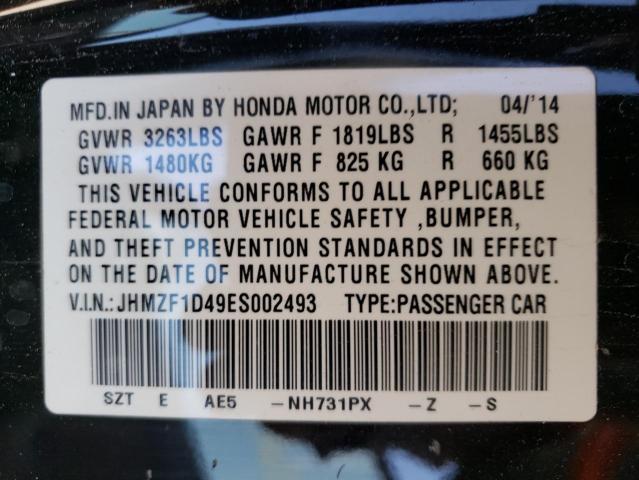 MFD.IN JAPAN BY HONDA MOTOR CO.,LTD; 04/'14
GVWR 3263LBS GAWR F 1819LBS R 1455LBS
GVWR 1480KG GAWR F 825 KG R 660 KG
THIS VEHICLE CONFORMS TO ALL APPLICABLE
FEDERAL MOTOR VEHICLE SAFETY ,BUMPER,
AND THEFT PREVENTION STANDARDS IN EFFECT
ON THE DATE OF MANUFACTURE SHOWN ABOVE.
V.I.N.:JHMZF1D49ES002493 TYPE:PASSENGER CAR
SZT E AE5 -NH731PX -Z -S